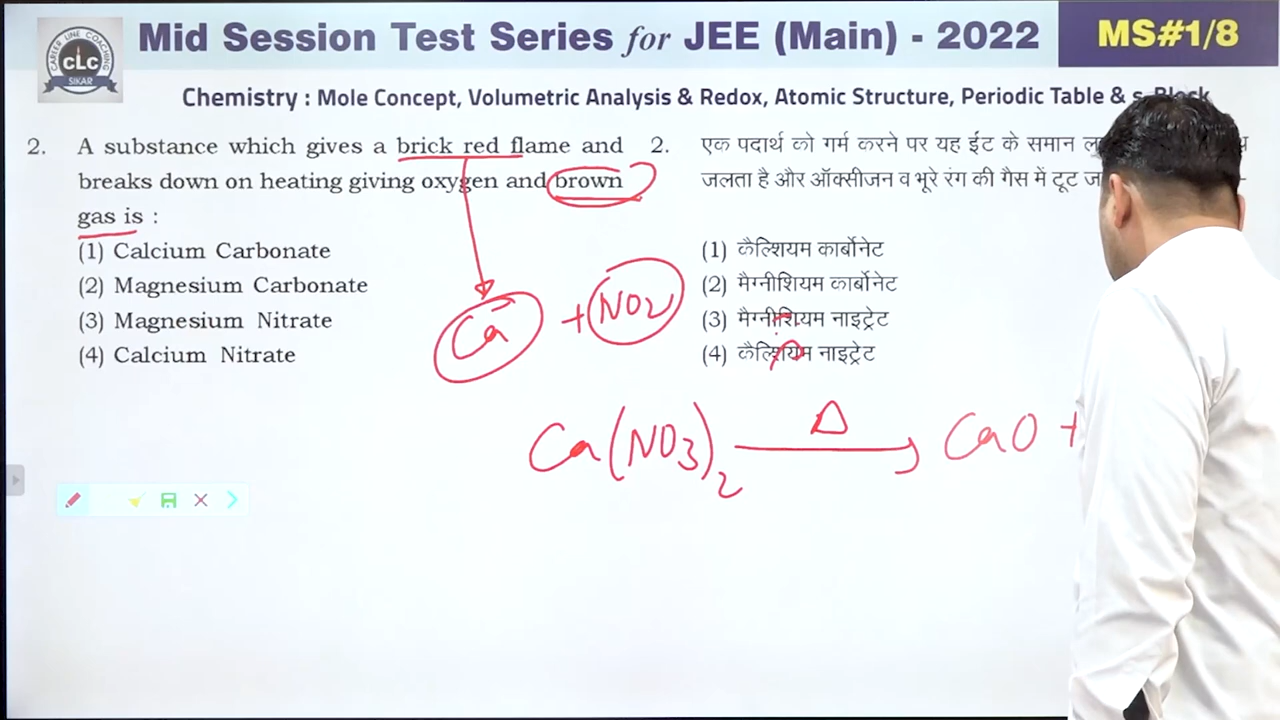 Mid Session Test Series for JEE (Main) - 2022
MS#1/8
CAREER LINE COACHING
CLC
SIKAR
Chemistry : Mole Concept, Volumetric Analysis & Redox, Atomic Structure, Periodic Table & s-Block
2. A substance which gives a brick red flame and
breaks down on heating giving oxygen and brown
gas is :
(1) Calcium Carbonate
(2) Magnesium Carbonate
(3) Magnesium Nitrate
(4) Calcium Nitrate
2. एक पदार्थ को गर्म करने पर यह ईंट के समान
जलता है और ऑक्सीजन व भूरे रंग की गैस में टूट
(1) कैल्शियम कार्बोनेट
(2) मैग्नीशियम कार्बोनेट
(3) मैग्नीशियम नाइट्रेट
(4) कैल्शियम नाइट्रेट
Ca + NO2
Ca(NO3)2 Δ → CaO +